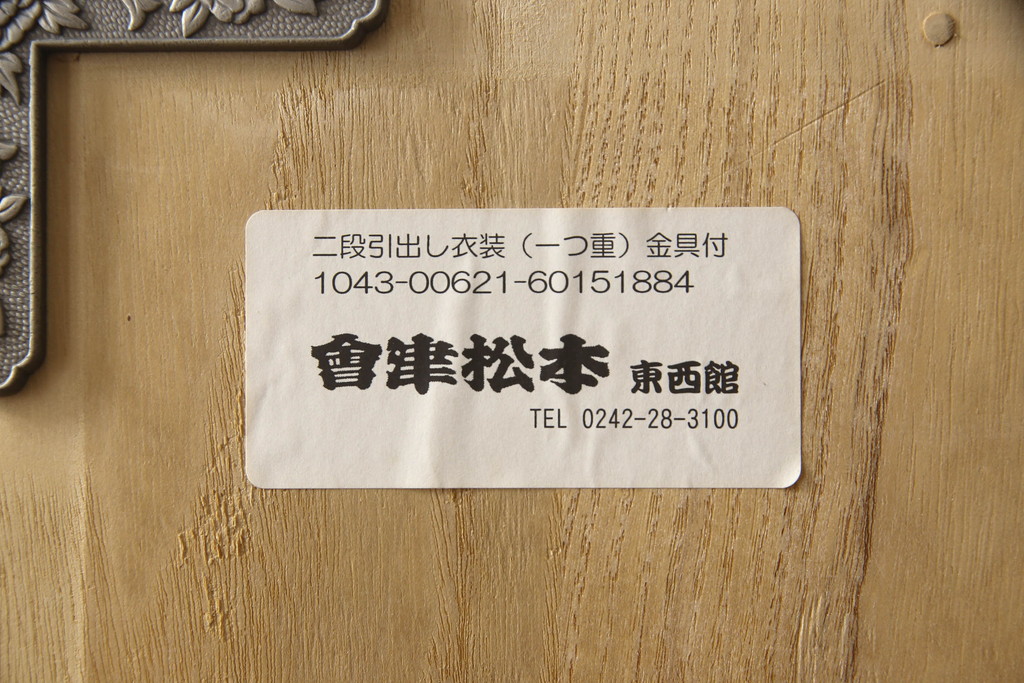 二段引出し衣装（一つ重）金具付
1043-00621-60151884
會津松本 東西館
TEL 0242-28-3100